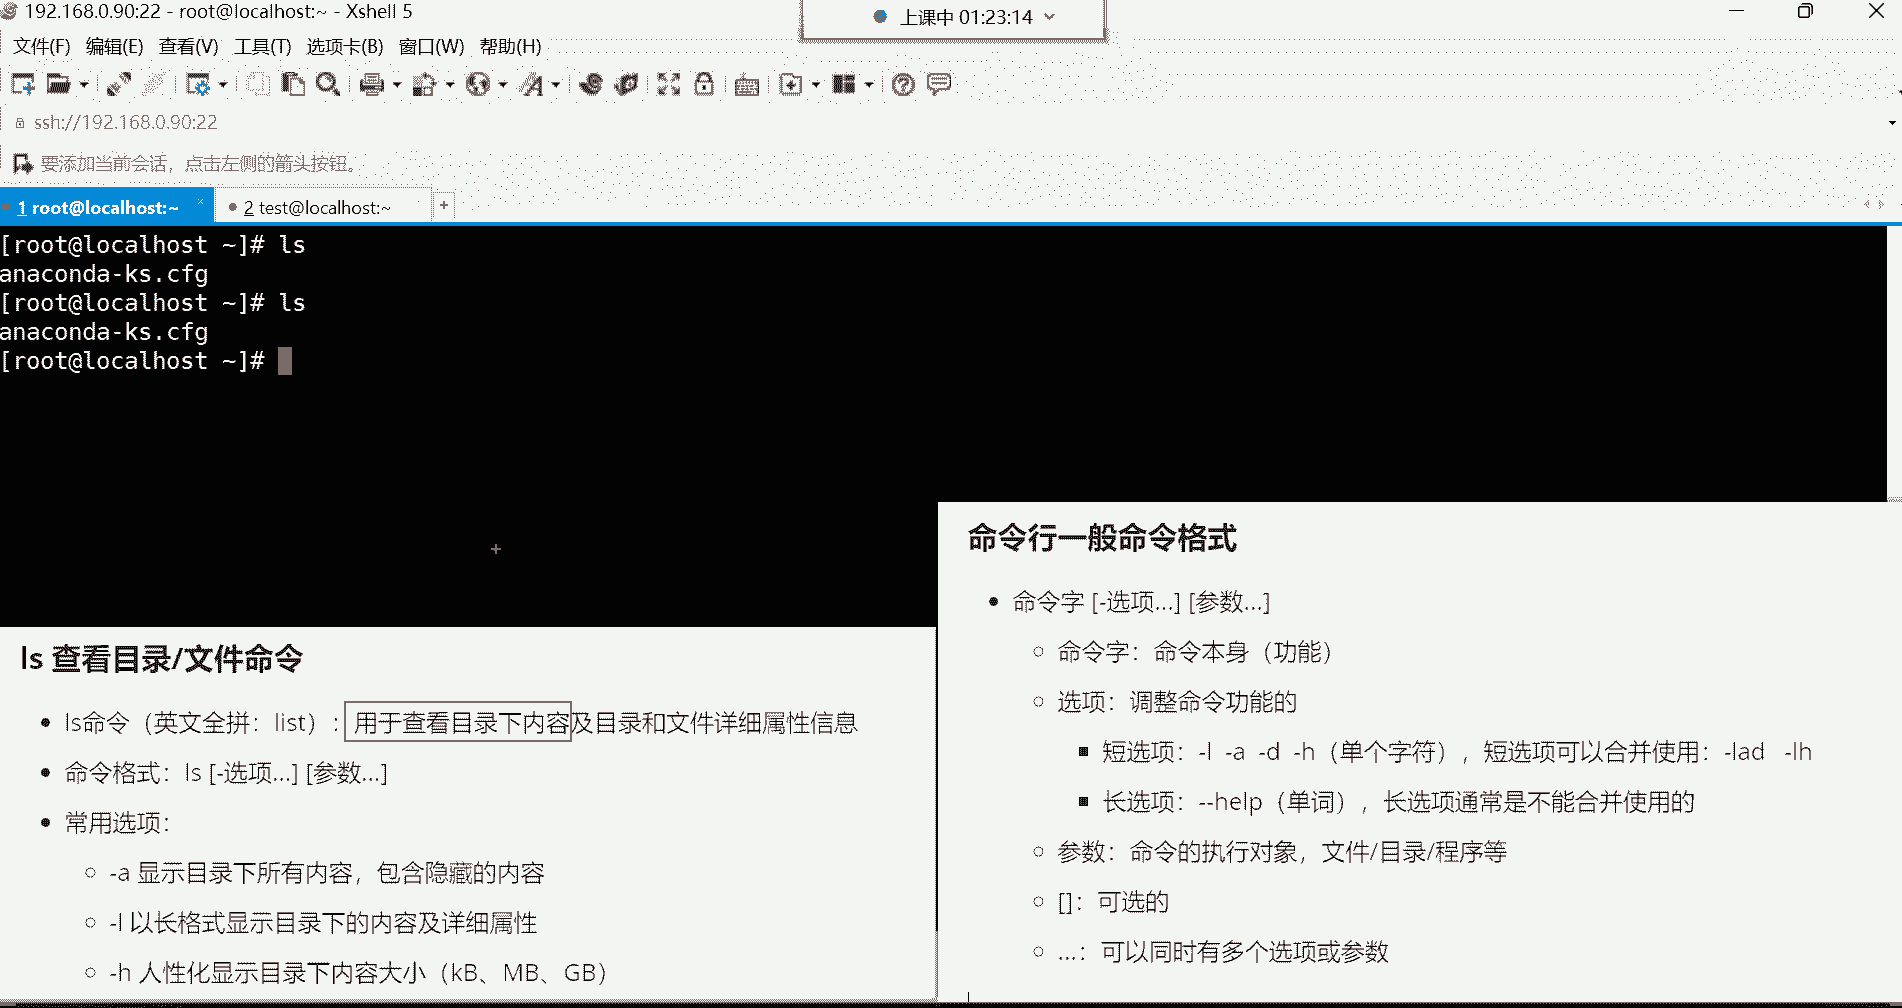 192.168.0.90:22 - root@localhost:~ - Xshell 5
上课中 01:23:14
文件(F) 编辑(E) 查看(V) 工具(T) 选项卡(B) 窗口(W) 帮助(H)
ssh://192.168.0.90:22
要添加当前会话，点击左侧的箭头按钮。
1 root@localhost:~ × 2 test@localhost:~ +
[root@localhost ~]# ls
anaconda-ks.cfg
[root@localhost ~]# ls
anaconda-ks.cfg
[root@localhost ~]#
ls 查看目录/文件命令
• ls命令（英文全拼：list）: 用于查看目录下内容及目录和文件详细属性信息
• 命令格式：ls [-选项...] [参数...]
• 常用选项：
○ -a 显示目录下所有内容，包含隐藏的内容
○ -l 以长格式显示目录下的内容及详细属性
○ -h 人性化显示目录下内容大小（kB、MB、GB）
命令行一般命令格式
• 命令字 [-选项...] [参数...]
○ 命令字：命令本身（功能）
○ 选项：调整命令功能的
▪ 短选项：-l -a -d -h（单个字符），短选项可以合并使用：-lad -lh
▪ 长选项：--help（单词），长选项通常是不能合并使用的
○ 参数：命令的执行对象，文件/目录/程序等
○ []：可选的
○ ...：可以同时有多个选项或参数